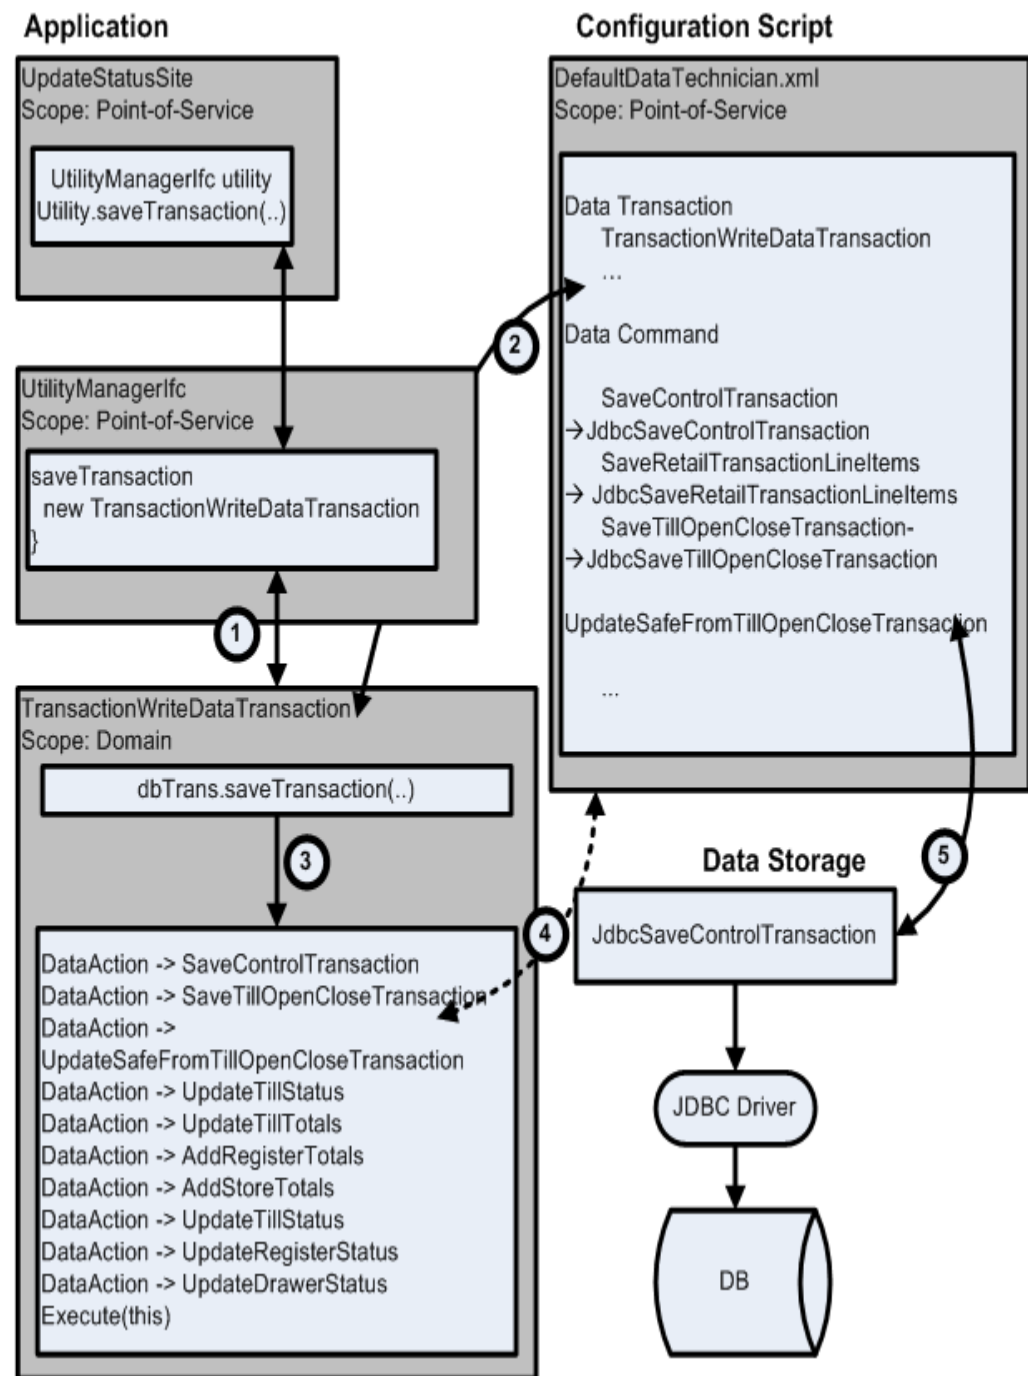 Application
UpdateStatusSite
Scope: Point-of-Service
UtilityManagerIfc utility
Utility.saveTransaction(..)
UtilityManagerIfc
Scope: Point-of-Service
saveTransaction
new TransactionWriteDataTransaction
}
1
TransactionWriteDataTransaction
Scope: Domain
dbTrans.saveTransaction(..)
3
DataAction -> SaveControlTransaction
DataAction -> SaveTillOpenCloseTransaction
DataAction ->
UpdateSafeFromTillOpenCloseTransaction
DataAction -> UpdateTillStatus
DataAction -> UpdateTillTotals
DataAction -> AddRegisterTotals
DataAction -> AddStoreTotals
DataAction -> UpdateTillStatus
DataAction -> UpdateRegisterStatus
DataAction -> UpdateDrawerStatus
Execute(this)
2
4
Configuration Script
DefaultDataTechnician.xml
Scope: Point-of-Service
Data Transaction
TransactionWriteDataTransaction
...
Data Command
SaveControlTransaction
→JdbcSaveControlTransaction
SaveRetailTransactionLineItems
→ JdbcSaveRetailTransactionLineItems
SaveTillOpenCloseTransaction-
→JdbcSaveTillOpenCloseTransaction
UpdateSafeFromTillOpenCloseTransaction
...
5
Data Storage
JdbcSaveControlTransaction
JDBC Driver
DB